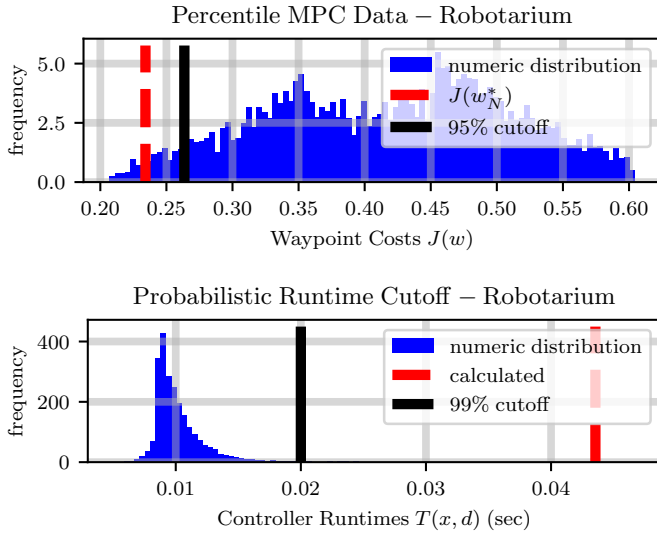 Percentile MPC Data – Robotarium
frequency
5.0
2.5
0.0
numeric distribution
J(w*_N)
95% cutoff
0.20 0.25 0.30 0.35 0.40 0.45 0.50 0.55 0.60
Waypoint Costs J(w)
Probabilistic Runtime Cutoff – Robotarium
frequency
400
200
0
numeric distribution
calculated
99% cutoff
0.01 0.02 0.03 0.04
Controller Runtimes T(x, d) (sec)